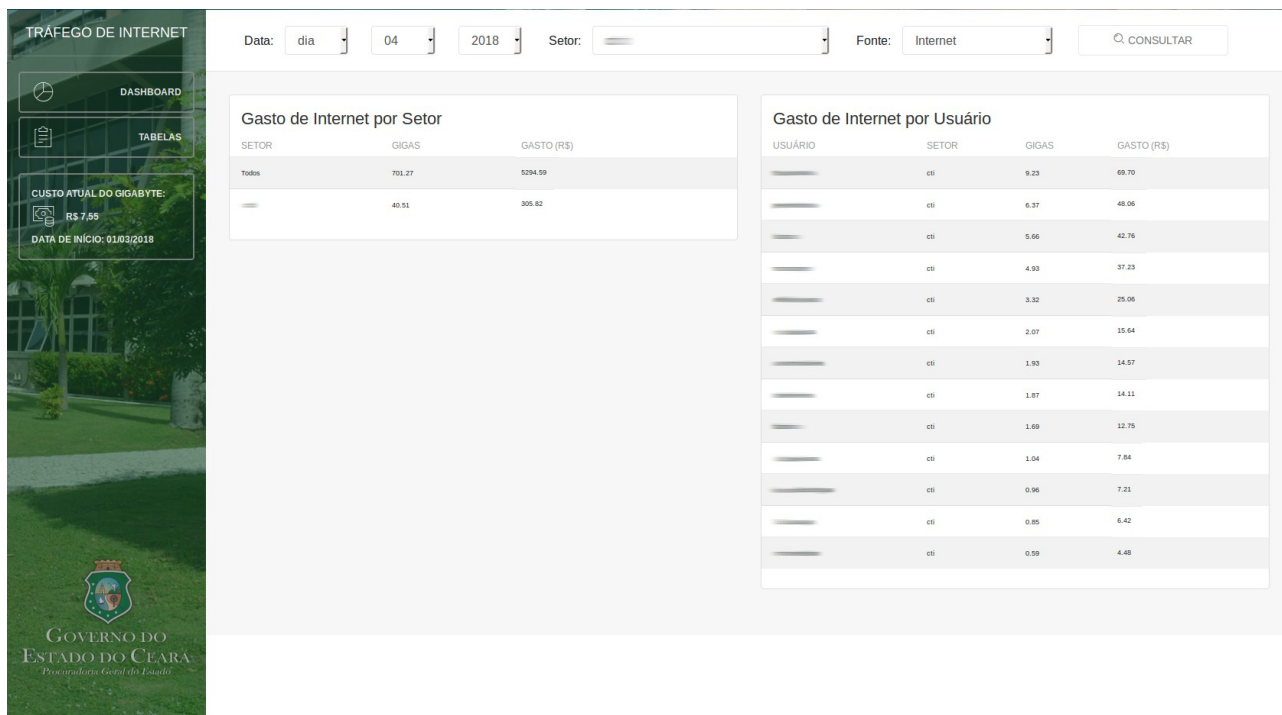 TRÁFEGO DE INTERNET
DASHBOARD
TABELAS
CUSTO ATUAL DO GIGABYTE:
R$ 7,55
DATA DE INÍCIO: 01/03/2018
GOVERNO DO
ESTADO DO CEARÁ
Procuradoria Geral do Estado
Data: dia 04 2018 Setor: Fonte: Internet CONSULTAR
Gasto de Internet por Setor
SETOR GIGAS GASTO (R$)
Todos 701.27 5294.59
40.51 305.82
Gasto de Internet por Usuário
USUÁRIO SETOR GIGAS GASTO (R$)
cti 9.23 69.70
cti 6.37 48.06
cti 5.66 42.76
cti 4.93 37.23
cti 3.32 25.06
cti 2.07 15.64
cti 1.93 14.57
cti 1.87 14.11
cti 1.69 12.75
cti 1.04 7.84
cti 0.96 7.21
cti 0.85 6.42
cti 0.59 4.48